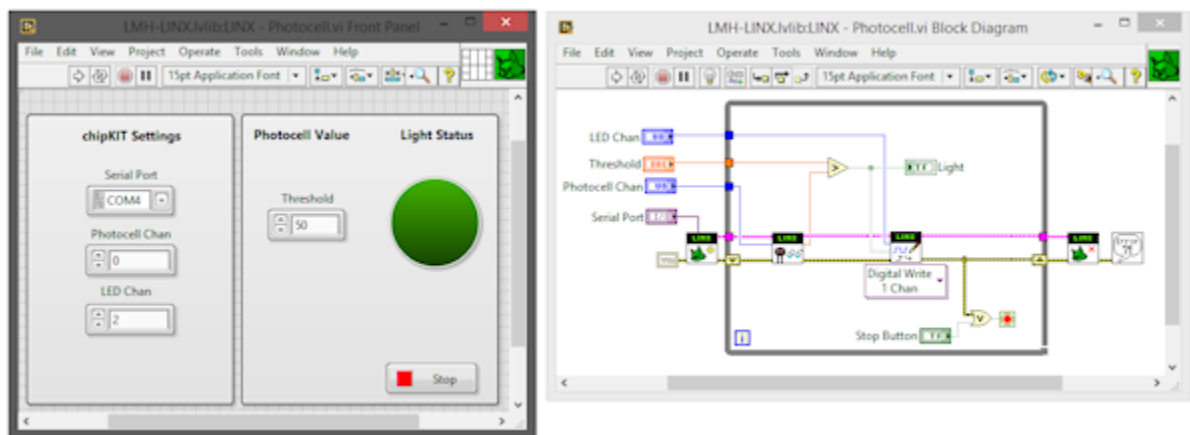 LMH-LINX.lvlib:LINX - Photocell.vi Front Panel
File Edit View Project Operate Tools Window Help
15pt Application Font
chipKIT Settings
Serial Port
COM4
Photocell Chan
0
LED Chan
2
Photocell Value
Light Status
Threshold
50
Stop
LMH-LINX.lvlib:LINX - Photocell.vi Block Diagram
File Edit View Project Operate Tools Window Help
15pt Application Font
LED Chan
Threshold
Photocell Chan
Serial Port
Light
LINX
LINX
LINX
LINX
Digital Write
1 Chan
Stop Button
TF
i